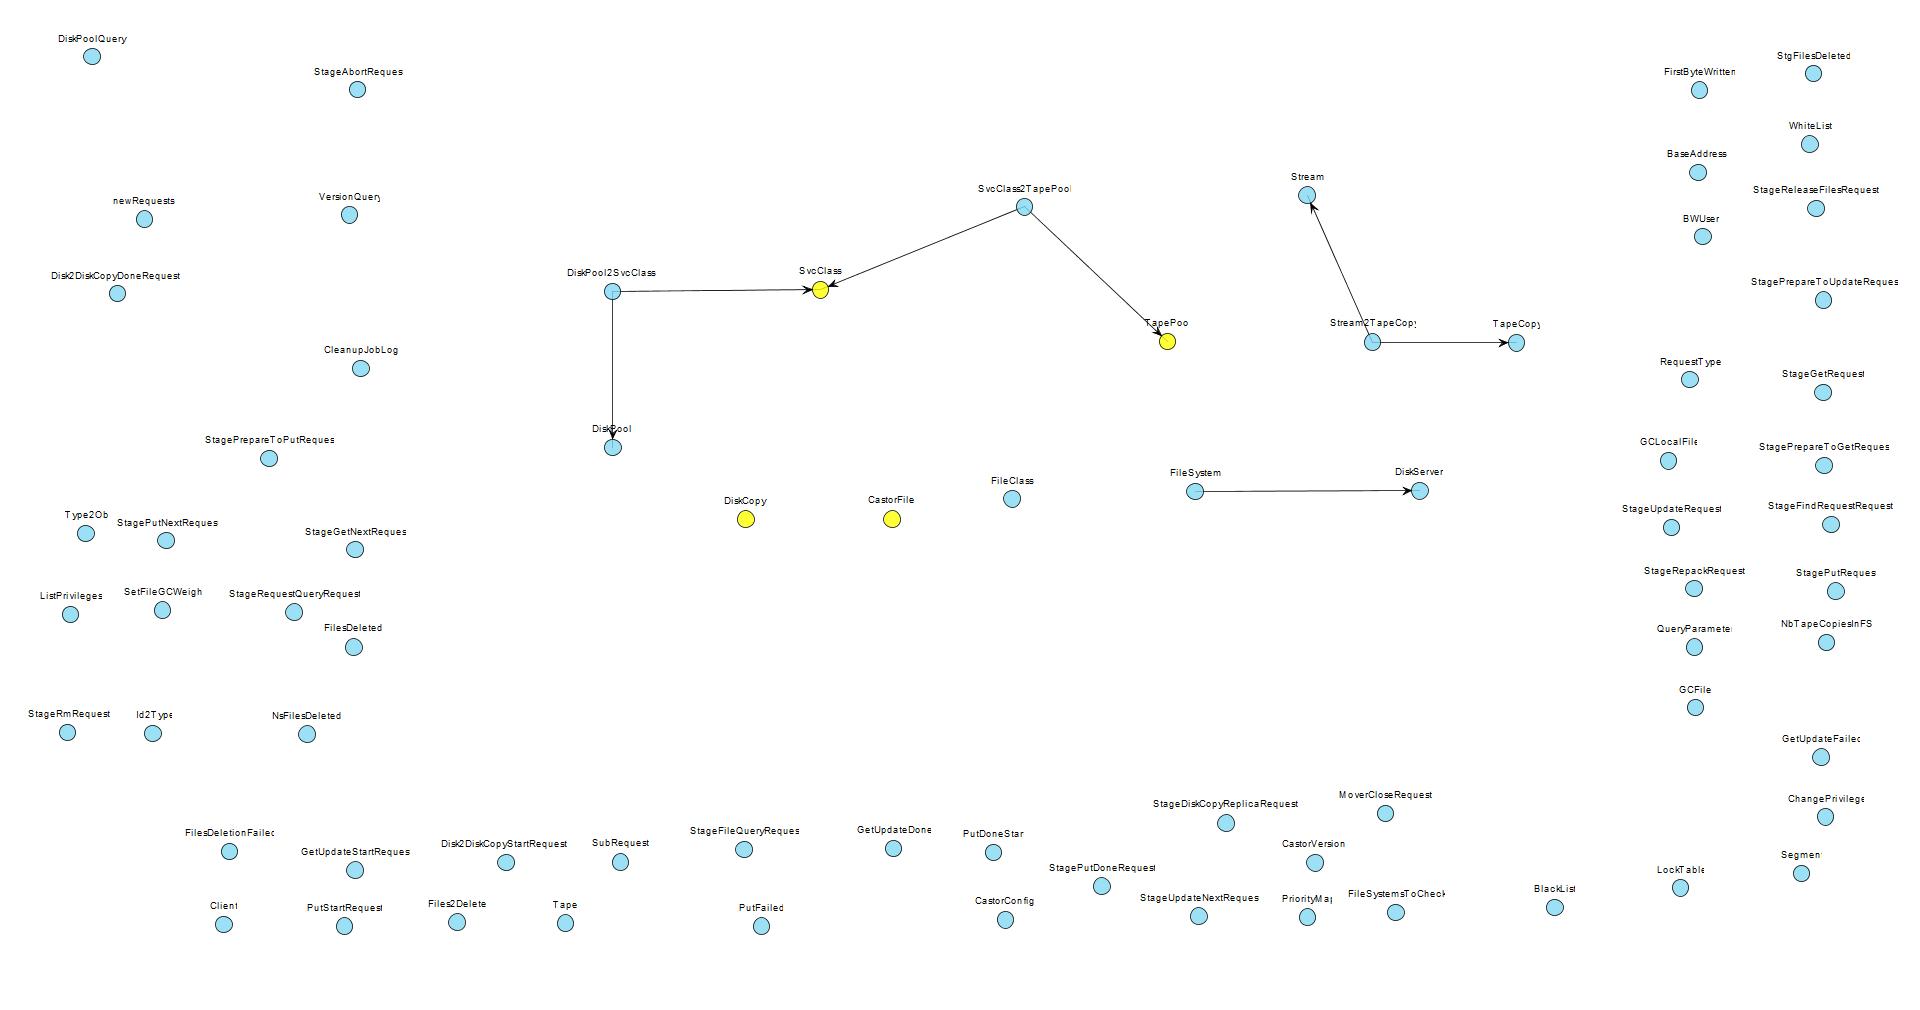 DiskPoolQuery
StageAbortReques
StgFilesDeleted
FirstByteWritten
WhiteList
BaseAddress
Stream
SvcClass2TapePool
StageReleaseFilesRequest
newRequests
VersionQuery
BWUser
DiskPool2SvcClass
SvcClass
Disk2DiskCopyDoneRequest
StagePrepareToUpdateReques
TapePoo
Stream2TapeCopy
TapeCopy
CleanupJobLog
RequestType
StageGetRequest
DiskPool
StagePrepareToPutReques
GCLocalFile
StagePrepareToGetReques
FileSystem
DiskServer
FileClass
DiskCopy
CastorFile
StageUpdateRequest
StageFindRequestRequest
Type2Ob
StagePutNextReques
StageGetNextReques
StageRepackRequest
StagePutReques
ListPrivileges
SetFileGCWeigh
StageRequestQueryRequest
FilesDeleted
QueryParamete
NbTapeCopiesInFS
GCFile
StageRmRequest
Id2Type
NsFilesDeleted
GetUpdateFailed
MoverCloseRequest
ChangePrivilege
StageDiskCopyReplicaRequest
FilesDeletionFailed
GetUpdateStartReques
Disk2DiskCopyStartRequest
SubRequest
StageFileQueryReques
GetUpdateDone
PutDoneStar
CastorVersion
Segmen
StagePutDoneRequest
LockTable
BlackList
Client
PutStartRequest
Files2Delete
Tape
PutFailed
CastorConfig
StageUpdateNextReques
PriorityMap
FileSystemsToCheck